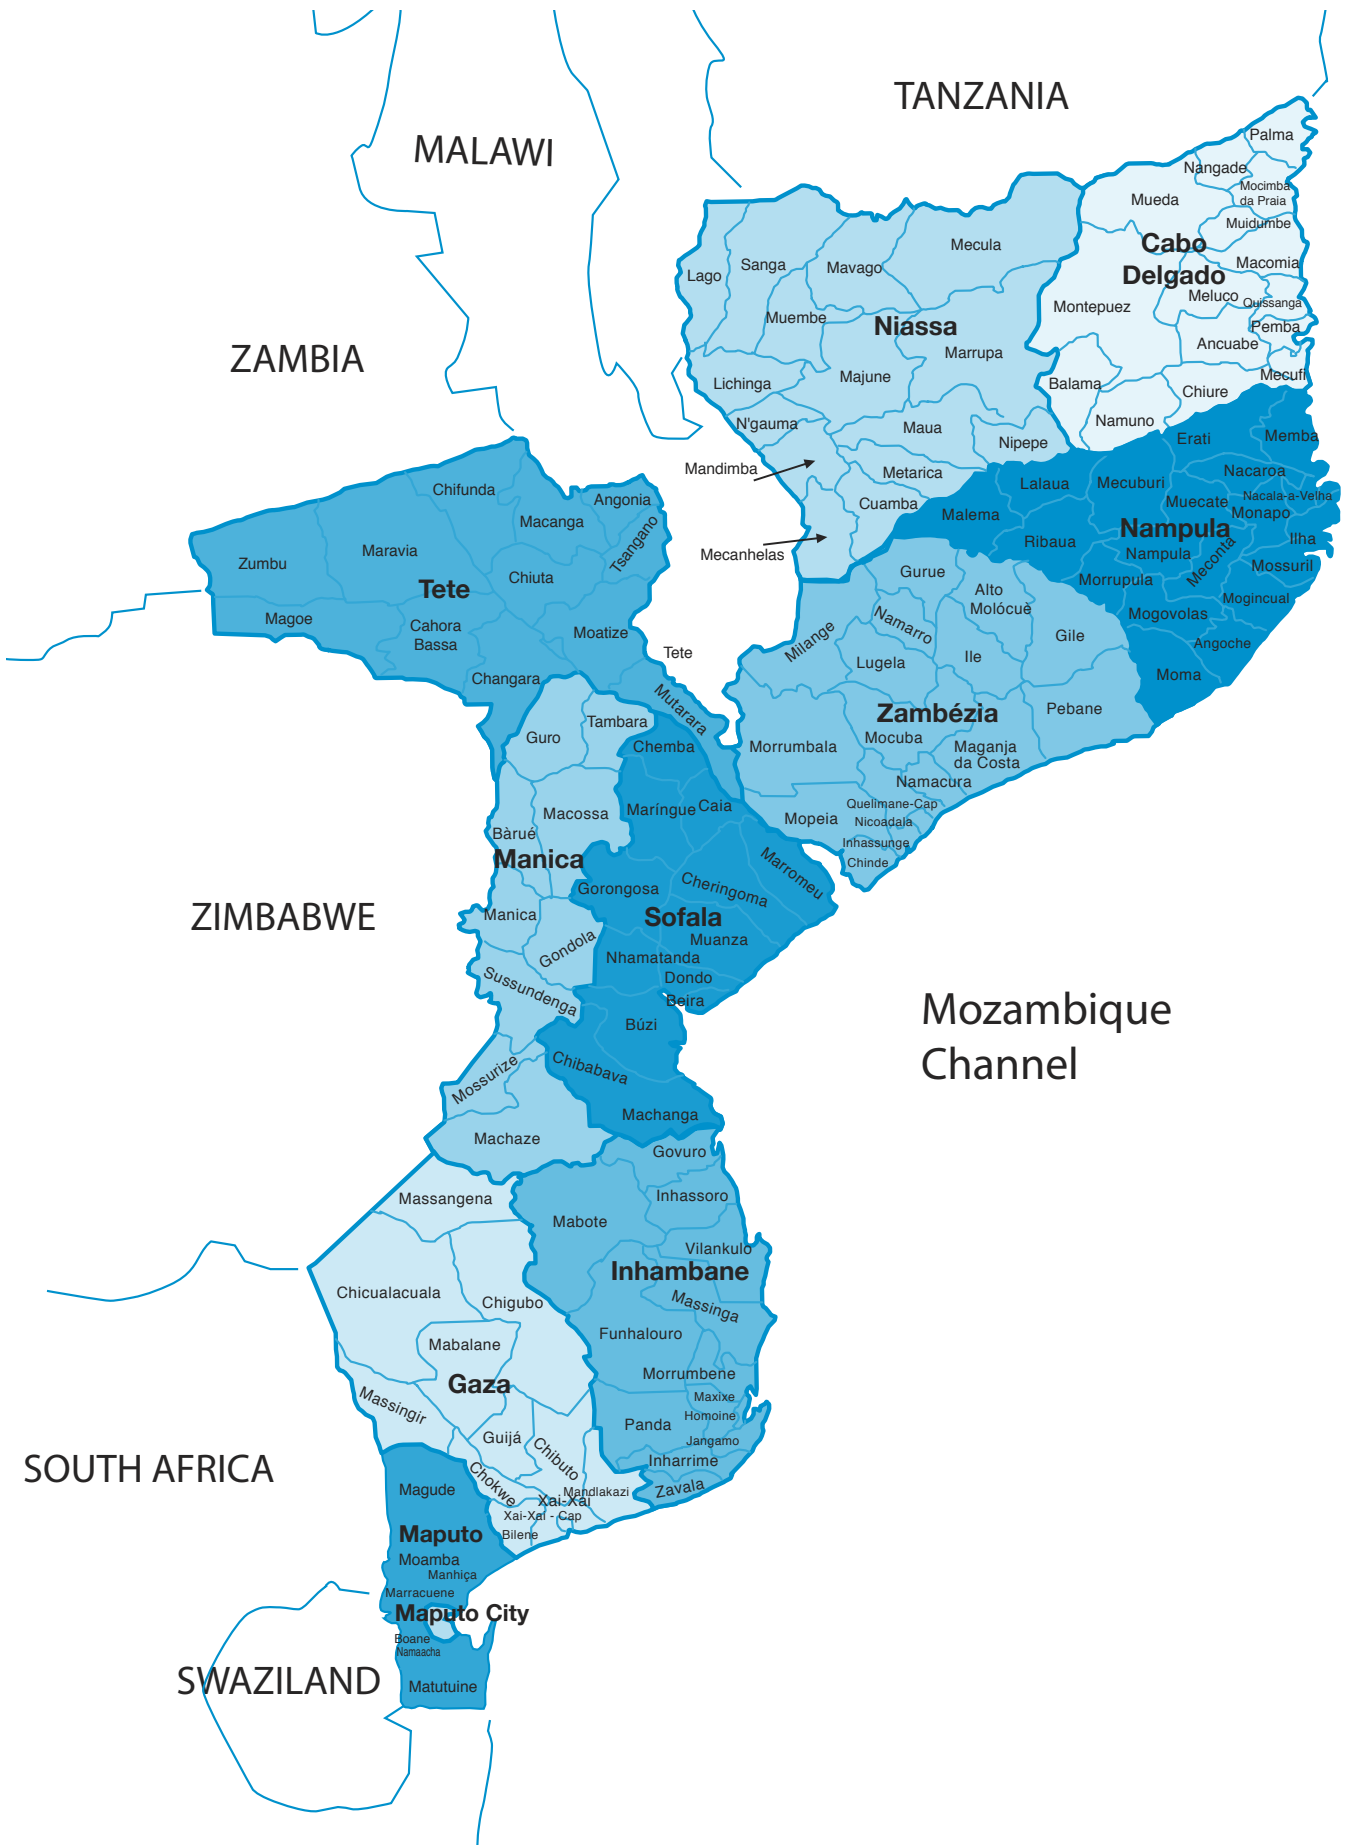 TANZANIA
MALAWI
ZAMBIA
ZIMBABWE
SOUTH AFRICA
SWAZILAND
Mozambique
Channel
Cabo
Delgado
Palma
Nangade
Mocimba
da Praia
Mueda
Muidumbe
Macomia
Meluco
Quissanga
Montepuez
Pemba
Ancuabe
Mecufi
Balama
Chiure
Namuno
Niassa
Mecula
Sanga
Mavago
Lago
Muembe
Marrupa
Majune
Lichinga
N'gauma
Maua
Nipepe
Mandimba
Metarica
Cuamba
Mecanhelas
Nampula
Erati
Memba
Nacaroa
Lalaua
Mecuburi
Nacala-a-Velha
Muecate
Monapo
Malema
Ribaua
Ilha
Nampula
Meconta
Mossuril
Morrupula
Mogincual
Mogovolas
Angoche
Moma
Zambézia
Gurue
Alto
Molócuè
Namarro
Milange
Gile
Ile
Lugela
Pebane
Mocuba
Morrumbala
Maganja
da Costa
Namacura
Quelimane-Cap
Mopeia
Nicoadala
Inhassunge
Chinde
Tete
Chifunda
Angonia
Macanga
Tsangano
Maravia
Zumbu
Chiuta
Magoe
Cahora
Bassa
Moatize
Tete
Changara
Mutarara
Manica
Tambara
Guro
Macossa
Bàrué
Manica
Gondola
Sussundenga
Mossurize
Machaze
Sofala
Chemba
Maríngue
Caia
Marromeu
Gorongosa
Cheringoma
Muanza
Nhamatanda
Dondo
Beira
Búzi
Chibabava
Machanga
Inhambane
Govuro
Inhassoro
Mabote
Vilankulo
Massinga
Funhalouro
Morrumbene
Maxixe
Homoine
Panda
Jangamo
Inharrime
Zavala
Gaza
Massangena
Chicualacuala
Chigubo
Mabalane
Massingir
Guijá
Chibuto
Chokwe
Mandlakazi
Xai-Xai
Xai-Xai - Cap
Bilene
Maputo
Magude
Moamba
Manhiça
Marracuene
Maputo City
Boane
Namaacha
Matutuine